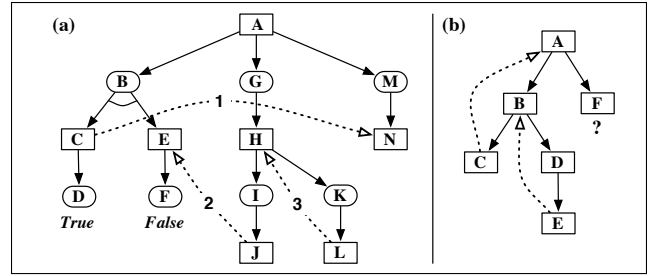 (a) A (b)
A
B G M
1
B F
?
C E H N
C D
D F I K
True False 2 3
E
J L